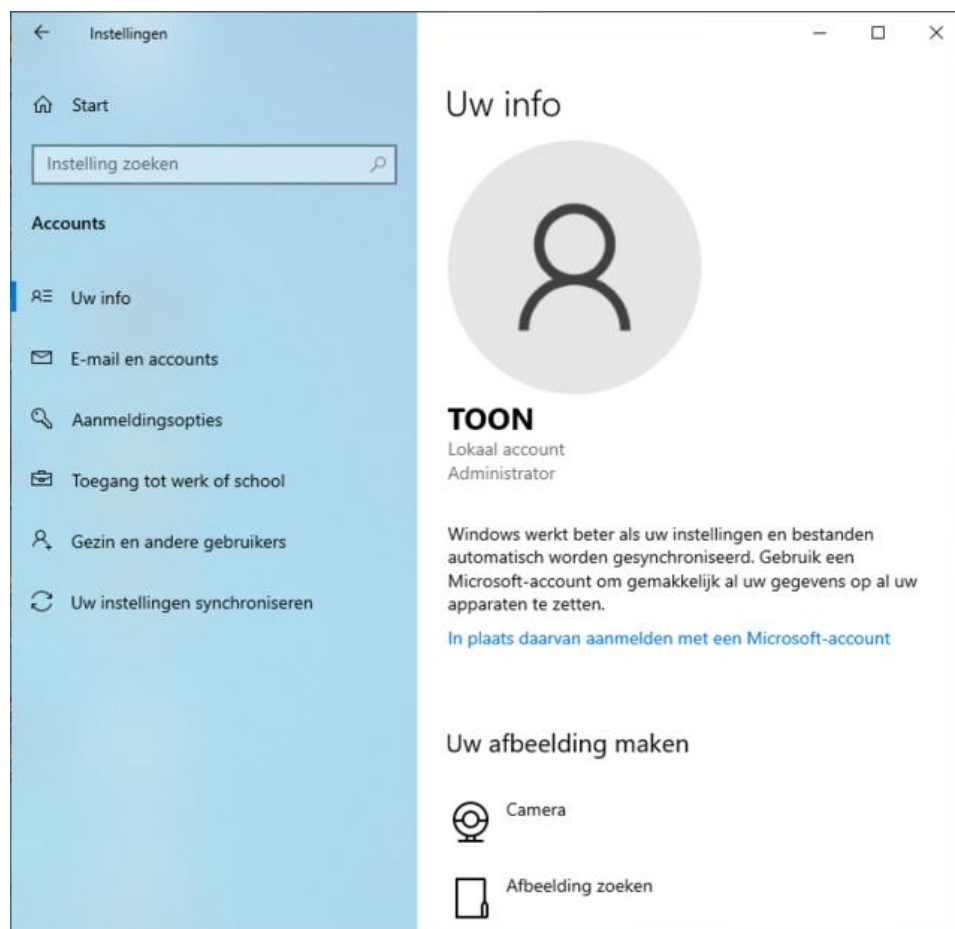 Instellingen
Start
Instelling zoeken
Accounts
Uw info
E-mail en accounts
Aanmeldingsopties
Toegang tot werk of school
Gezin en andere gebruikers
Uw instellingen synchroniseren
Uw info
TOON
Lokaal account
Administrator
Windows werkt beter als uw instellingen en bestanden
automatisch worden gesynchroniseerd. Gebruik een
Microsoft-account om gemakkelijk al uw gegevens op al uw
apparaten te zetten.
In plaats daarvan aanmelden met een Microsoft-account
Uw afbeelding maken
Camera
Afbeelding zoeken